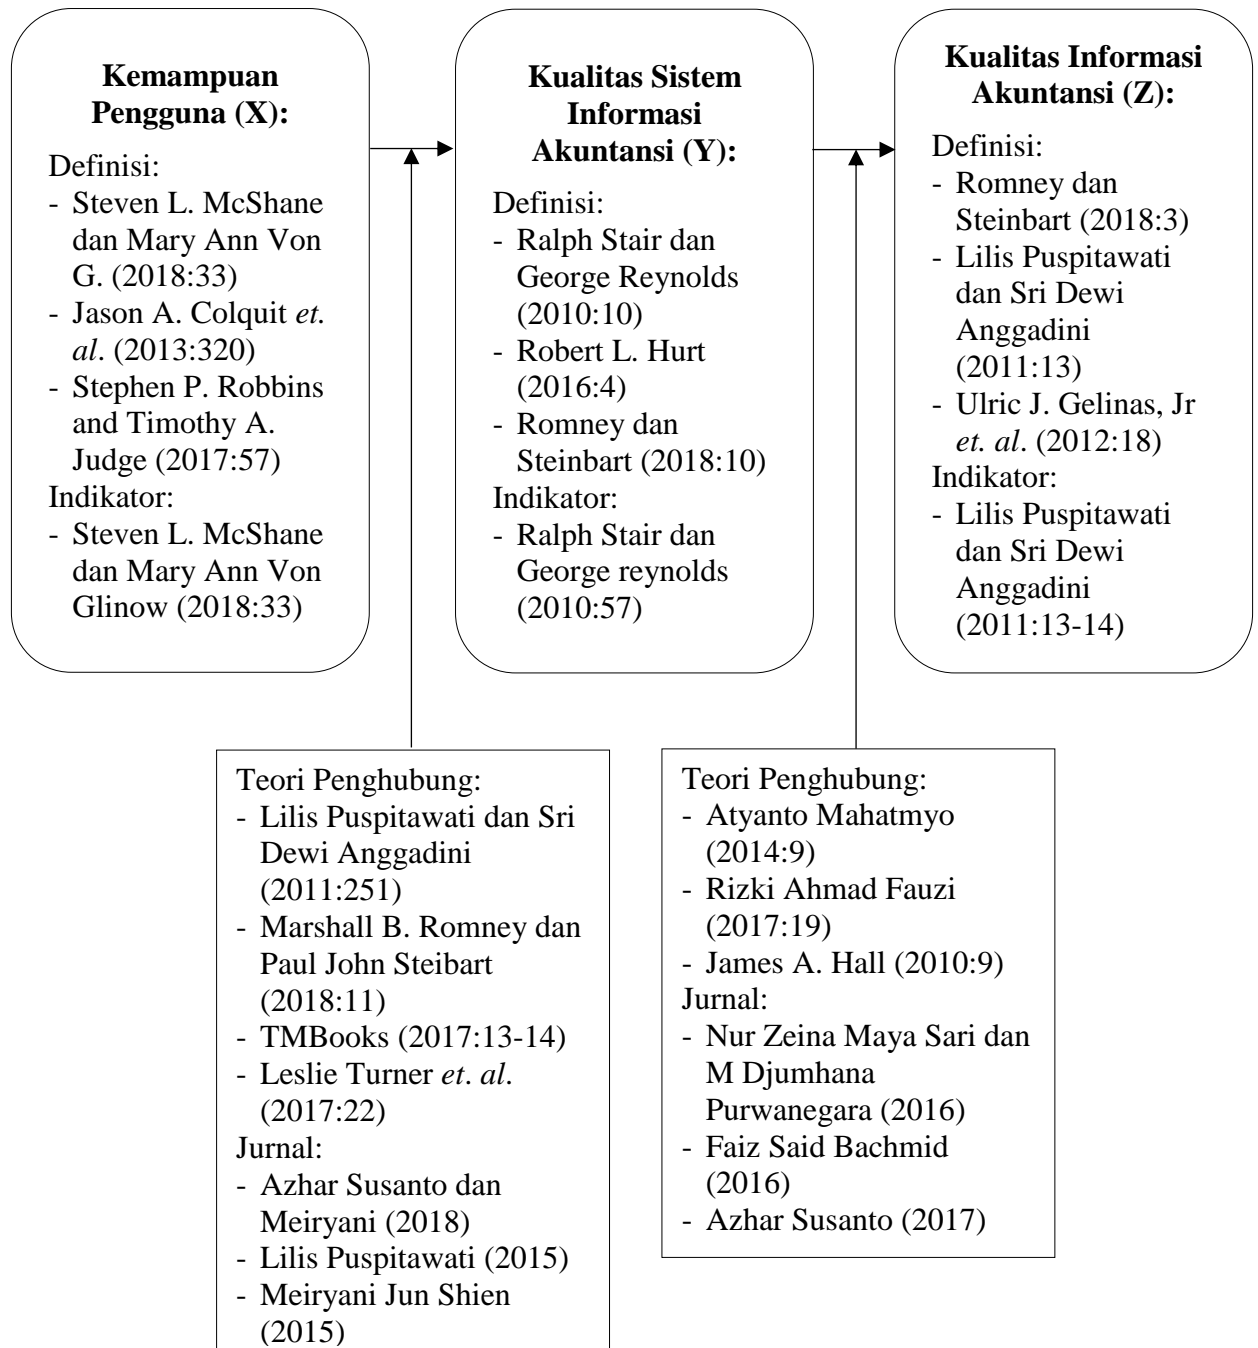 Kemampuan
Pengguna (X):
Definisi:
- Steven L. McShane
dan Mary Ann Von
G. (2018:33)
- Jason A. Colquit et.
al. (2013:320)
- Stephen P. Robbins
and Timothy A.
Judge (2017:57)
Indikator:
- Steven L. McShane
dan Mary Ann Von
Glinow (2018:33)
Kualitas Sistem
Informasi
Akuntansi (Y):
Definisi:
- Ralph Stair dan
George Reynolds
(2010:10)
- Robert L. Hurt
(2016:4)
- Romney dan
Steinbart (2018:10)
Indikator:
- Ralph Stair dan
George reynolds
(2010:57)
Kualitas Informasi
Akuntansi (Z):
Definisi:
- Romney dan
Steinbart (2018:3)
- Lilis Puspitawati
dan Sri Dewi
Anggadini
(2011:13)
- Ulric J. Gelinas, Jr
et. al. (2012:18)
Indikator:
- Lilis Puspitawati
dan Sri Dewi
Anggadini
(2011:13-14)
Teori Penghubung:
- Lilis Puspitawati dan Sri
Dewi Anggadini
(2011:251)
- Marshall B. Romney dan
Paul John Steibart
(2018:11)
- TMBooks (2017:13-14)
- Leslie Turner et. al.
(2017:22)
Jurnal:
- Azhar Susanto dan
Meiryani (2018)
- Lilis Puspitawati (2015)
- Meiryani Jun Shien
(2015)
Teori Penghubung:
- Atyanto Mahatmyo
(2014:9)
- Rizki Ahmad Fauzi
(2017:19)
- James A. Hall (2010:9)
Jurnal:
- Nur Zeina Maya Sari dan
M Djumhana
Purwanegara (2016)
- Faiz Said Bachmid
(2016)
- Azhar Susanto (2017)